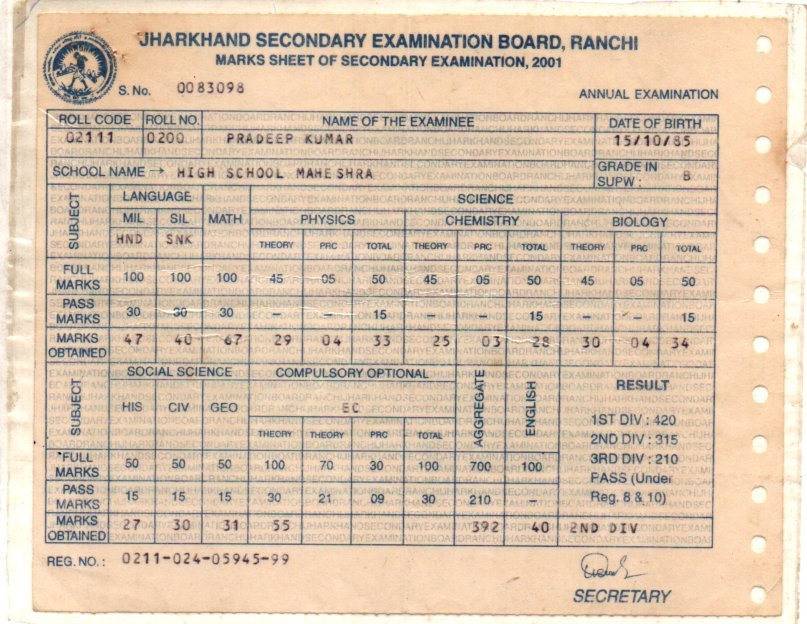 JHARKHAND SECONDARY EXAMINATION BOARD, RANCHI
MARKS SHEET OF SECONDARY EXAMINATION, 2001
S. No. 0083098
ANNUAL EXAMINATION
ROLL CODE ROLL NO. NAME OF THE EXAMINEE DATE OF BIRTH
02111 0200 PRADEEP KUMAR 15/10/85
SCHOOL NAME → HIGH SCHOOL MAHESHRA GRADE IN SUPW : B
SUBJECT LANGUAGE MATH SCIENCE
MIL SIL PHYSICS CHEMISTRY BIOLOGY
HND SNK THEORY PRC TOTAL THEORY PRC TOTAL THEORY PRC TOTAL
FULL MARKS 100 100 100 45 05 50 45 05 50 45 05 50
PASS MARKS 30 30 30 – – 15 – – 15 – – 15
MARKS OBTAINED 47 40 67 29 04 33 25 03 28 30 04 34
SUBJECT SOCIAL SCIENCE COMPULSORY OPTIONAL AGGREGATE ENGLISH RESULT
HIS CIV GEO EC
THEORY THEORY PRC TOTAL
1ST DIV : 420
2ND DIV : 315
3RD DIV : 210
PASS (Under
Reg. 8 & 10)
FULL MARKS 50 50 50 100 70 30 100 700 100
PASS MARKS 15 15 15 30 21 09 30 210 –
MARKS OBTAINED 27 30 31 55 392 40 2ND DIV
REG. NO. : 0211-024-05945-99
SECRETARY